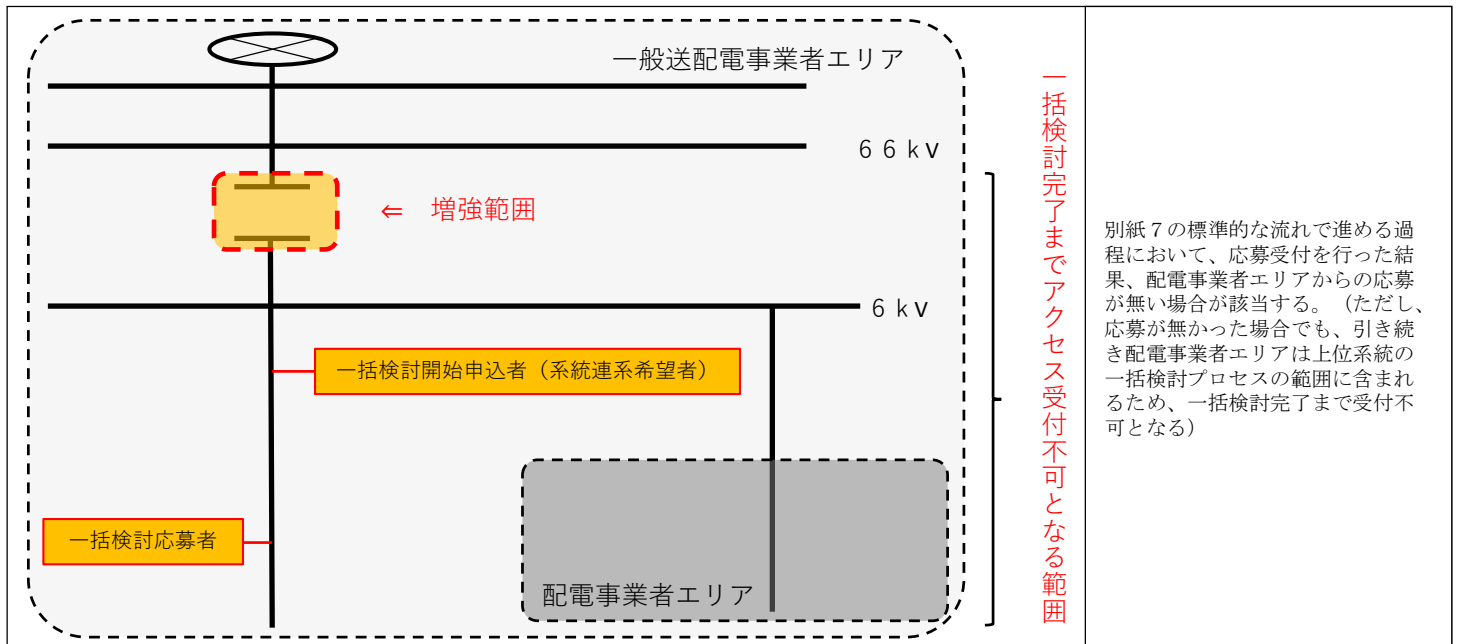 一般送配電事業者エリア
６６ｋＶ
⇐ 増強範囲
６ｋＶ
一括検討開始申込者（系統連系希望者）
一括検討応募者
配電事業者エリア
一括検討完了までアクセス受付不可となる範囲
別紙７の標準的な流れで進める過
程において、応募受付を行った結
果、配電事業者エリアからの応募
が無い場合が該当する。（ただし、
応募が無かった場合でも、引き続
き配電事業者エリアは上位系統の
一括検討プロセスの範囲に含まれ
るため、一括検討完了まで受付不
可となる）